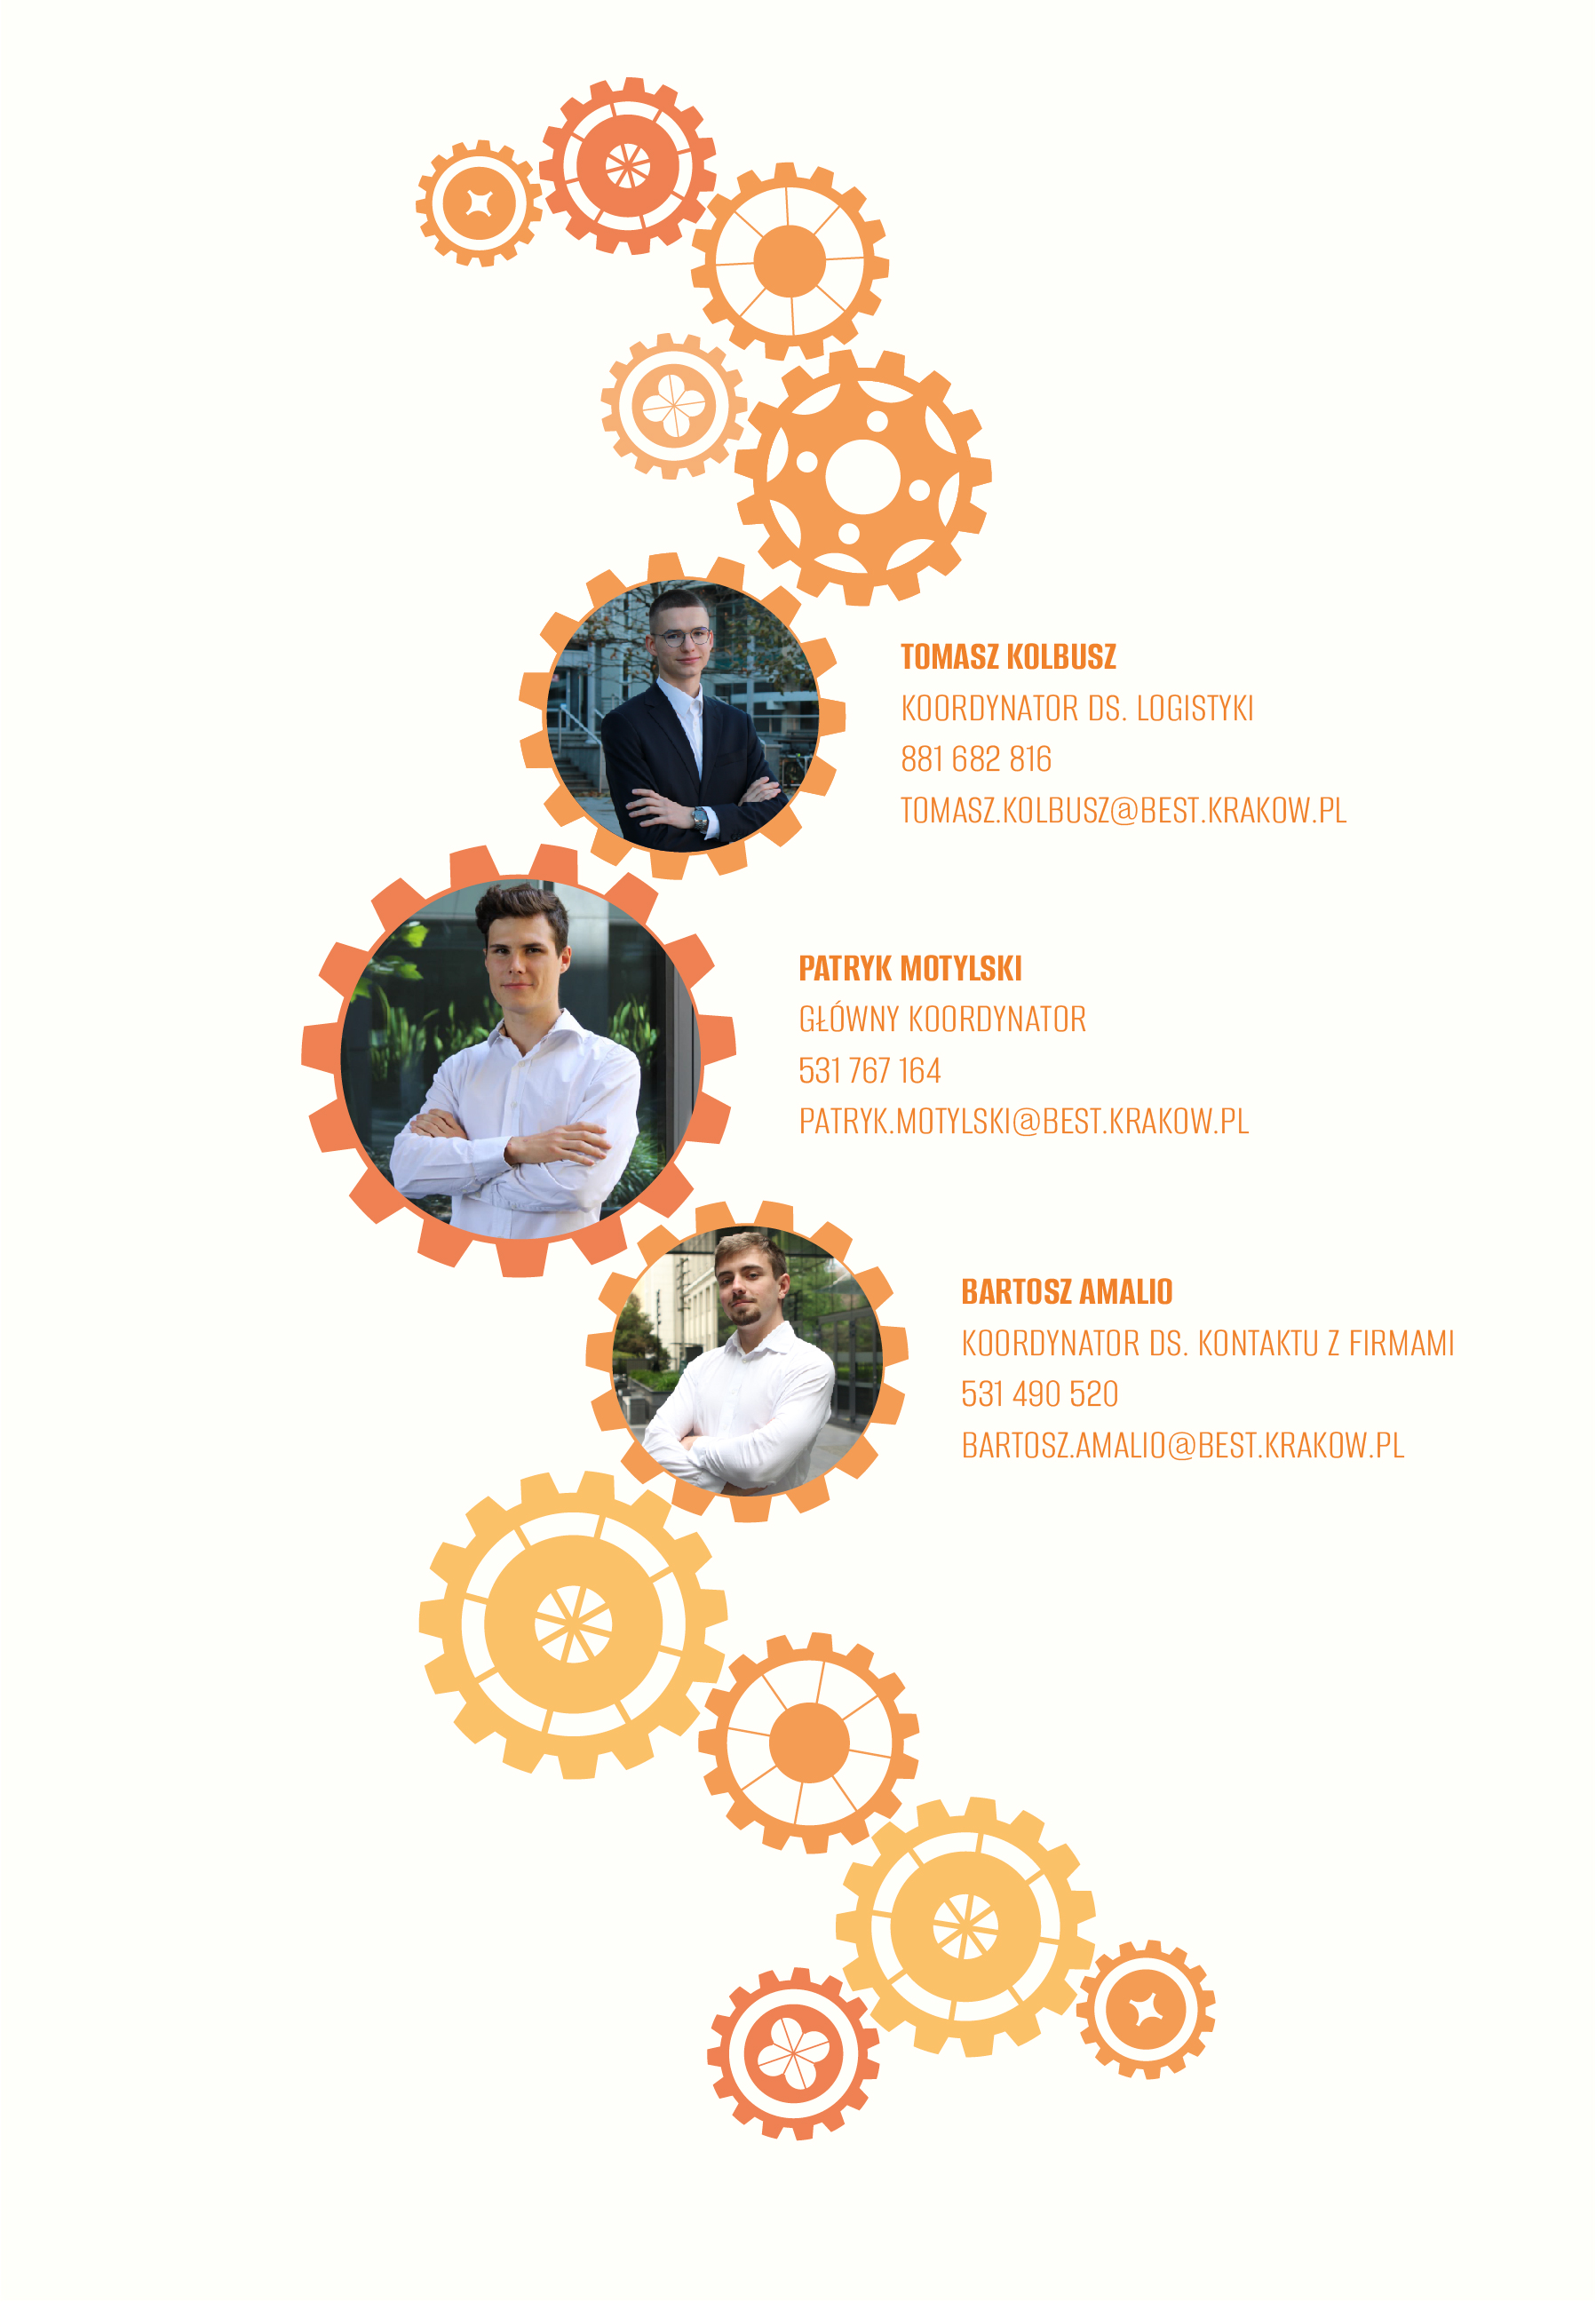 TOMASZ KOLBUSZ
KOORDYNATOR DS. LOGISTYKI
881 682 816
TOMASZ.KOLBUSZ@BEST.KRAKOW.PL
PATRYK MOTYLSKI
GŁÓWNY KOORDYNATOR
531 767 164
PATRYK.MOTYLSKI@BEST.KRAKOW.PL
BARTOSZ AMALIO
KOORDYNATOR DS. KONTAKTU Z FIRMAMI
531 490 520
BARTOSZ.AMALIO@BEST.KRAKOW.PL